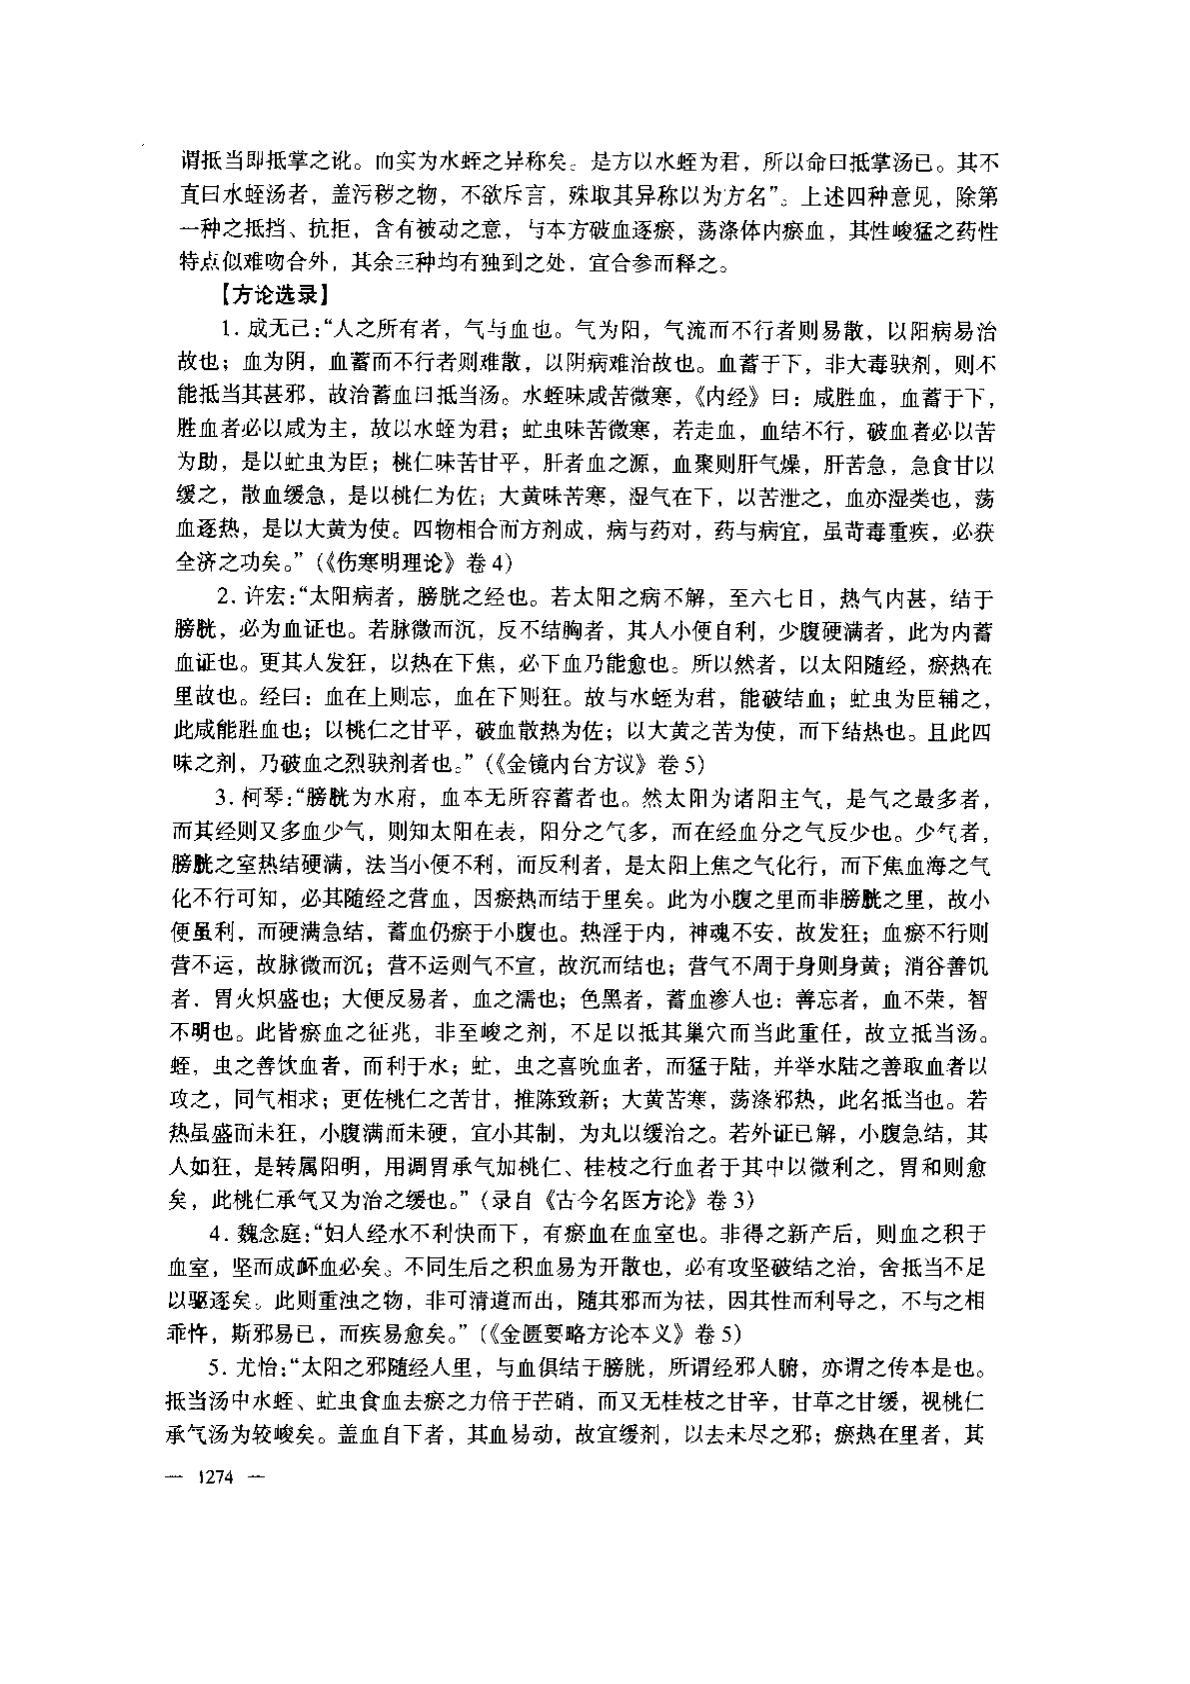 谓抵当即抵掌之讹。而实为水蛭之异称矣。是方以水蛭为君，所以命曰抵掌汤已。其不
直曰水蛭汤者，盖污秽之物，不欲斥言，殊取其异称以为方名”。上述四种意见，除第
一种之抵挡、抗拒，含有被动之意，与本方破血逐瘀，荡涤体内瘀血，其性峻猛之药性
特点似难吻合外，其余三种均有独到之处，宜合参而释之。
【方论选录】
1. 成无己：“人之所有者，气与血也。气为阳，气流而不行者则易散，以阳病易治
故也；血为阴，血蓄而不行者则难散，以阴病难治故也。血蓄于下，非大毒駃剂，则不
能抵当其甚邪，故治蓄血曰抵当汤。水蛭味咸苦微寒，《内经》曰：咸胜血，血蓄于下，
胜血者必以咸为主，故以水蛭为君；虻虫味苦微寒，若走血，血结不行，破血者必以苦
为助，是以虻虫为臣；桃仁味苦甘平，肝者血之源，血聚则肝气燥，肝苦急，急食甘以
缓之，散血缓急，是以桃仁为佐；大黄味苦寒，湿气在下，以苦泄之，血亦湿类也，荡
血逐热，是以大黄为使。四物相合而方剂成，病与药对，药与病宜，虽苛毒重疾，必获
全济之功矣。”（《伤寒明理论》卷 4）
2. 许宏：“太阳病者，膀胱之经也。若太阳之病不解，至六七日，热气内甚，结于
膀胱，必为血证也。若脉微而沉，反不结胸者，其人小便自利，少腹硬满者，此为内蓄
血证也。更其人发狂，以热在下焦，必下血乃能愈也。所以然者，以太阳随经，瘀热在
里故也。经曰：血在上则忘，血在下则狂。故与水蛭为君，能破结血；虻虫为臣辅之，
此咸能胜血也；以桃仁之甘平，破血散热为佐；以大黄之苦为使，而下结热也。且此四
味之剂，乃破血之烈駃剂者也。”（《金镜内台方议》卷 5）
3. 柯琴：“膀胱为水府，血本无所容蓄者也。然太阳为诸阳主气，是气之最多者，
而其经则又多血少气，则知太阳在表，阳分之气多，而在经血分之气反少也。少气者，
膀胱之室热结硬满，法当小便不利，而反利者，是太阳上焦之气化行，而下焦血海之气
化不行可知，必其随经之营血，因瘀热而结于里矣。此为小腹之里而非膀胱之里，故小
便虽利，而硬满急结，蓄血仍瘀于小腹也。热淫于内，神魂不安，故发狂；血瘀不行则
营不运，故脉微而沉；营不运则气不宣，故沉而结也；营气不周于身则身黄；消谷善饥
者，胃火炽盛也；大便反易者，血之濡也；色黑者，蓄血渗人也；善忘者，血不荣，智
不明也。此皆瘀血之征兆，非至峻之剂，不足以抵其巢穴而当此重任，故立抵当汤。
蛭，虫之善饮血者，而利于水；虻，虫之喜吮血者，而猛于陆，并举水陆之善取血者以
攻之，同气相求；更佐桃仁之苦甘，推陈致新；大黄苦寒，荡涤邪热，此名抵当也。若
热虽盛而未狂，小腹满而未硬，宜小其制，为丸以缓治之。若外证已解，小腹急结，其
人如狂，是转属阳明，用调胃承气加桃仁、桂枝之行血者于其中以微利之，胃和则愈
矣，此桃仁承气又为治之缓也。”（录自《古今名医方论》卷 3）
4. 魏念庭：“妇人经水不利快而下，有瘀血在血室也。非得之新产后，则血之积于
血室，坚而成衃血必矣。不同生后之积血易为开散也，必有攻坚破结之治，舍抵当不足
以驱逐矣。此则重浊之物，非可清道而出，随其邪而为祛，因其性而利导之，不与之相
乖忤，斯邪易已，而疾易愈矣。”（《金匮要略方论本义》卷 5）
5. 尤怡：“太阳之邪随经人里，与血俱结于膀胱，所谓经邪人腑，亦谓之传本是也。
抵当汤中水蛭、虻虫食血去瘀之力倍于芒硝，而又无桂枝之甘辛，甘草之甘缓，视桃仁
承气汤为较峻矣。盖血自下者，其血易动，故宜缓剂，以去未尽之邪；瘀热在里者，其
— 1274 —